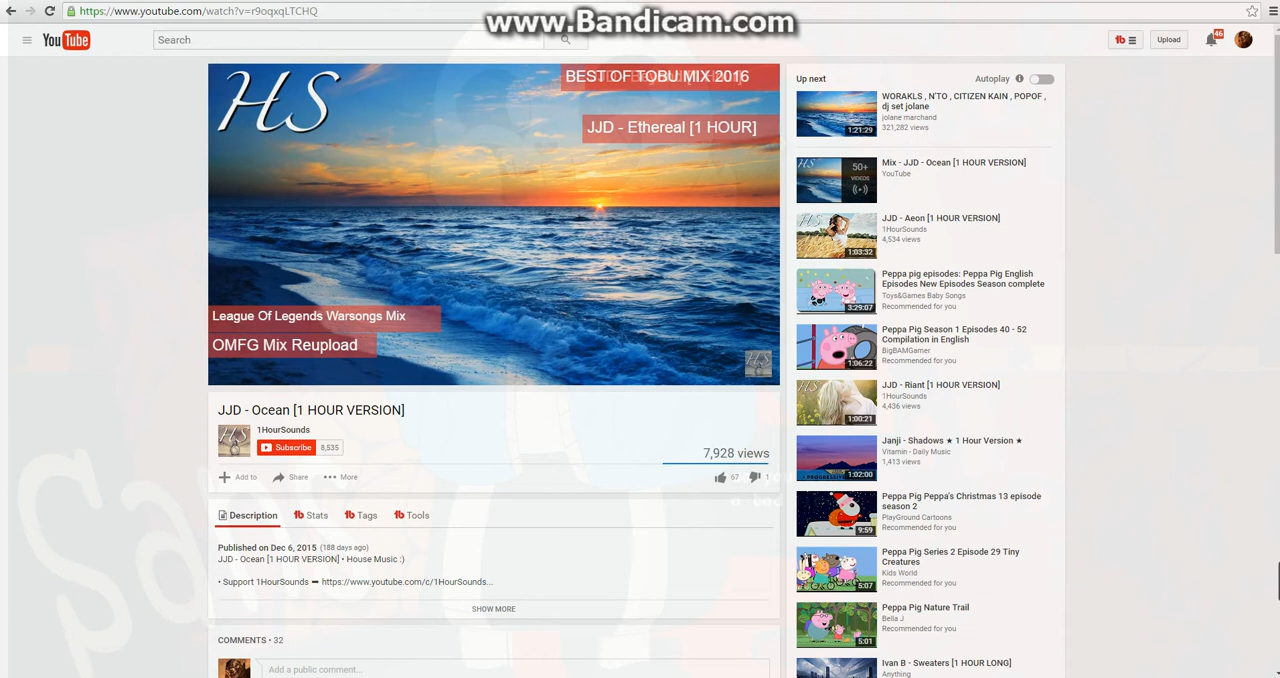 https://www.youtube.com/watch?v=r9oqxqLTCHQ
www.Bandicam.com
YouTube
Search
Upload
46
HS
BEST OF TOBU MIX 2016
JJD - Ethereal [1 HOUR]
League Of Legends Warsongs Mix
OMFG Mix Reupload
HS
JJD - Ocean [1 HOUR VERSION]
1HourSounds
Subscribe 8,535
7,928 views
Add to Share More
67 1
Description Stats Tags Tools
Published on Dec 6, 2015 (188 days ago)
JJD - Ocean [1 HOUR VERSION] • House Music :)
• Support 1HourSounds ➡ https://www.youtube.com/c/1HourSounds...
SHOW MORE
COMMENTS • 32
Add a public comment...
Up next Autoplay
WORAKLS , N'TO , CITIZEN KAIN , POPOF ,
dj set jolane
jolane marchand
321,282 views
1:21:29
Mix - JJD - Ocean [1 HOUR VERSION]
YouTube
HS
50+
VIDEOS
JJD - Aeon [1 HOUR VERSION]
1HourSounds
4,534 views
HS
1:03:32
Peppa pig episodes: Peppa Pig English
Episodes New Episodes Season complete
Toys&Games Baby Songs
Recommended for you
3:29:07
Peppa Pig Season 1 Episodes 40 - 52
Compilation in English
BigBAMGamer
Recommended for you
1:06:22
JJD - Riant [1 HOUR VERSION]
1HourSounds
4,436 views
HS
1:00:21
Janji - Shadows ★ 1 Hour Version ★
Vitamin - Daily Music
1,413 views
1:02:00
Peppa Pig Peppa's Christmas 13 episode
season 2
PlayGround Cartoons
Recommended for you
9:59
Peppa Pig Series 2 Episode 29 Tiny
Creatures
Kids World
Recommended for you
5:07
Peppa Pig Nature Trail
Bella J
Recommended for you
5:01
Ivan B - Sweaters [1 HOUR LONG]
Anything